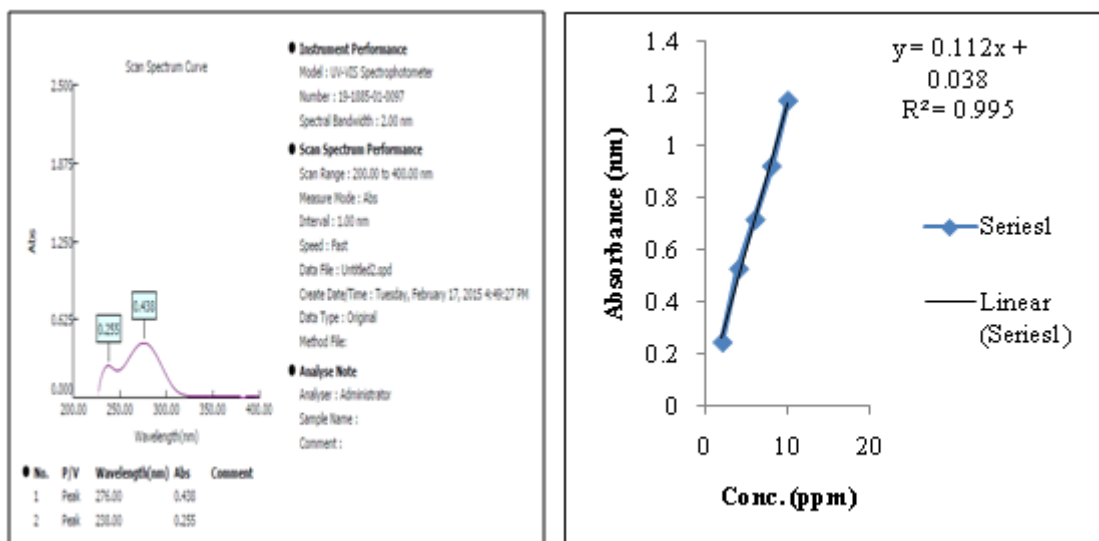 Scan Spectrum Curve
2.500
1.875
1.250
0.625
0.000
Abs
0.255
0.438
200.00 250.00 300.00 350.00 400.00
Wavelength(nm)
● Instrument Performance
Model : UV-VIS Spectrophotometer
Number : 19-1885-01-0097
Spectral Bandwidth : 2.00 nm
● Scan Spectrum Performance
Scan Range : 200.00 to 400.00 nm
Measure Mode : Abs
Interval : 1.00 nm
Speed : Fast
Data File : Untitled2.spd
Create Date/Time : Tuesday, February 17, 2015 4:49:27 PM
Data Type : Original
Method File:
● Analyse Note
Analyser : Administrator
Sample Name :
Comment :
● No. P/V Wavelength(nm) Abs Comment
1 Peak 276.00 0.438
2 Peak 238.00 0.255
y = 0.112x +
0.038
R² = 0.995
1.4
1.2
1
0.8
0.6
0.4
0.2
0
Absorbance (nm)
0 10 20
Conc. (ppm)
Series1
Linear
(Series1)